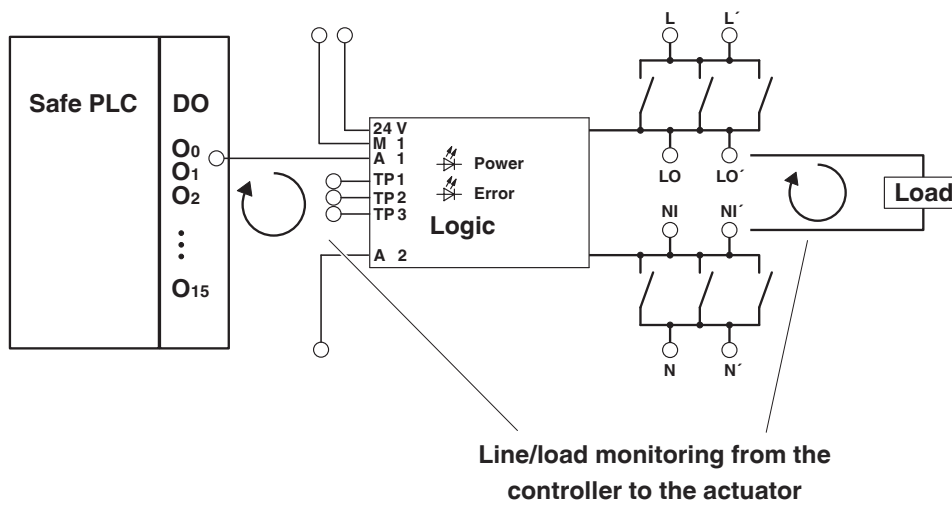 Safe PLC
DO
O0
O1
O2
O15
24 V
M 1
A 1
TP1
TP2
TP3
A 2
Power
Error
Logic
L L´
LO LO´
NI NI´
N N´
Load
Line/load monitoring from the
controller to the actuator